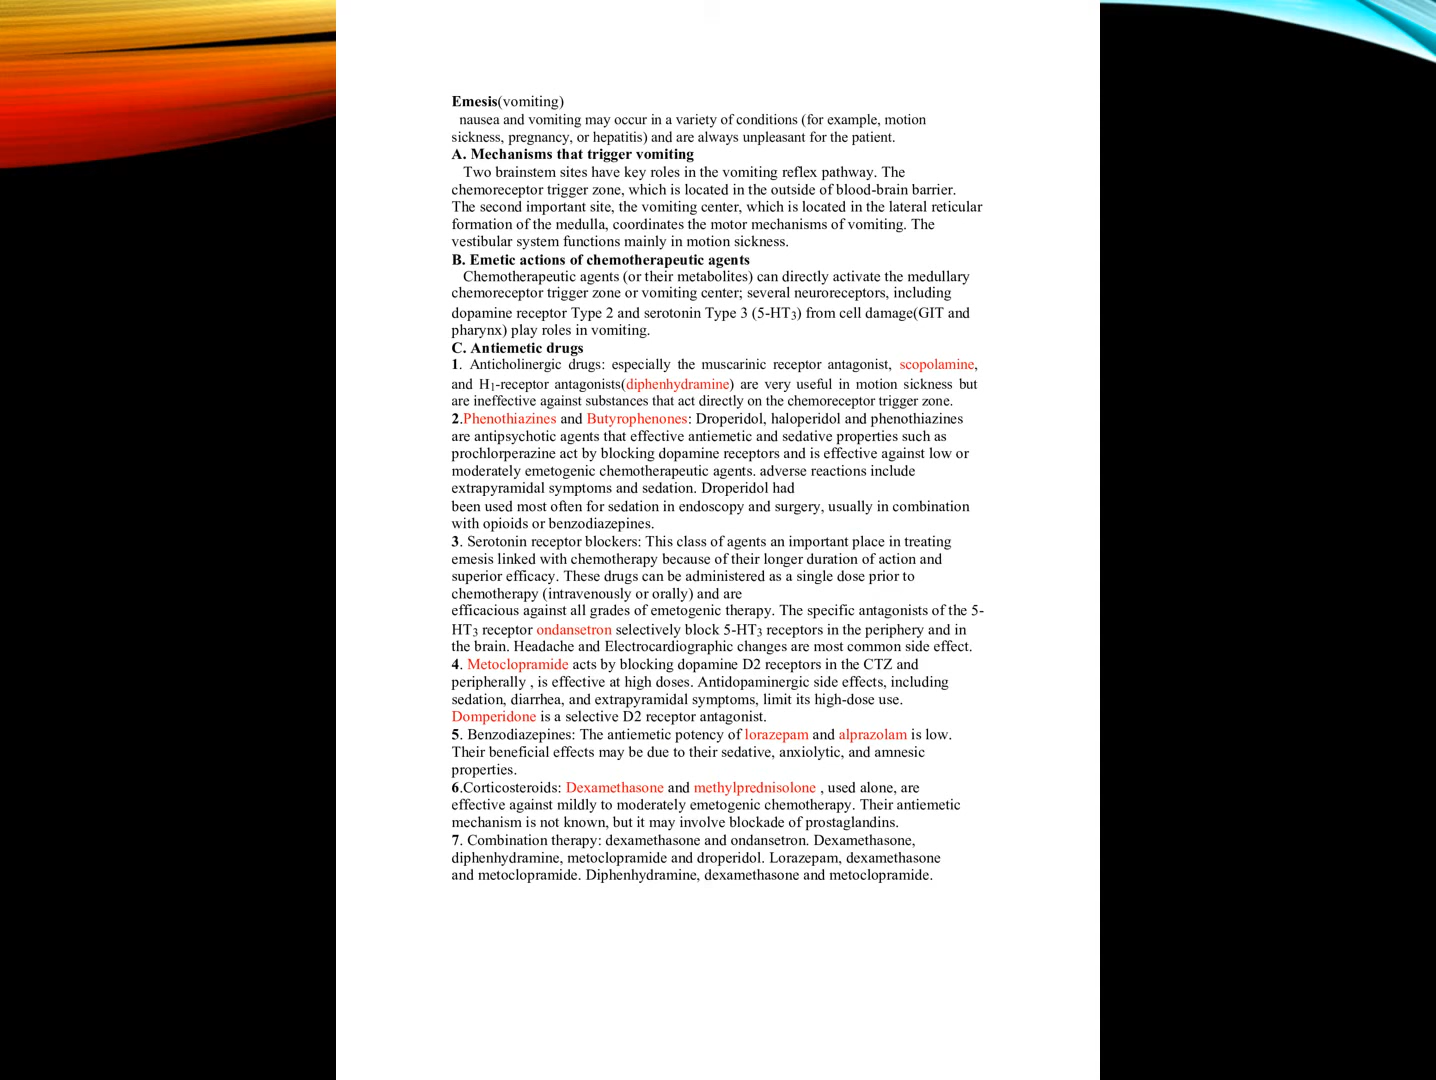 Emesis(vomiting)
nausea and vomiting may occur in a variety of conditions (for example, motion
sickness, pregnancy, or hepatitis) and are always unpleasant for the patient.
A. Mechanisms that trigger vomiting
Two brainstem sites have key roles in the vomiting reflex pathway. The
chemoreceptor trigger zone, which is located in the outside of blood-brain barrier.
The second important site, the vomiting center, which is located in the lateral reticular
formation of the medulla, coordinates the motor mechanisms of vomiting. The
vestibular system functions mainly in motion sickness.
B. Emetic actions of chemotherapeutic agents
Chemotherapeutic agents (or their metabolites) can directly activate the medullary
chemoreceptor trigger zone or vomiting center; several neuroreceptors, including
dopamine receptor Type 2 and serotonin Type 3 (5-HT3) from cell damage(GIT and
pharynx) play roles in vomiting.
C. Antiemetic drugs
1. Anticholinergic drugs: especially the muscarinic receptor antagonist, scopolamine,
and H1-receptor antagonists(diphenhydramine) are very useful in motion sickness but
are ineffective against substances that act directly on the chemoreceptor trigger zone.
2.Phenothiazines and Butyrophenones: Droperidol, haloperidol and phenothiazines
are antipsychotic agents that effective antiemetic and sedative properties such as
prochlorperazine act by blocking dopamine receptors and is effective against low or
moderately emetogenic chemotherapeutic agents. adverse reactions include
extrapyramidal symptoms and sedation. Droperidol had
been used most often for sedation in endoscopy and surgery, usually in combination
with opioids or benzodiazepines.
3. Serotonin receptor blockers: This class of agents an important place in treating
emesis linked with chemotherapy because of their longer duration of action and
superior efficacy. These drugs can be administered as a single dose prior to
chemotherapy (intravenously or orally) and are
efficacious against all grades of emetogenic therapy. The specific antagonists of the 5-
HT3 receptor ondansetron selectively block 5-HT3 receptors in the periphery and in
the brain. Headache and Electrocardiographic changes are most common side effect.
4. Metoclopramide acts by blocking dopamine D2 receptors in the CTZ and
peripherally , is effective at high doses. Antidopaminergic side effects, including
sedation, diarrhea, and extrapyramidal symptoms, limit its high-dose use.
Domperidone is a selective D2 receptor antagonist.
5. Benzodiazepines: The antiemetic potency of lorazepam and alprazolam is low.
Their beneficial effects may be due to their sedative, anxiolytic, and amnesic
properties.
6.Corticosteroids: Dexamethasone and methylprednisolone , used alone, are
effective against mildly to moderately emetogenic chemotherapy. Their antiemetic
mechanism is not known, but it may involve blockade of prostaglandins.
7. Combination therapy: dexamethasone and ondansetron. Dexamethasone,
diphenhydramine, metoclopramide and droperidol. Lorazepam, dexamethasone
and metoclopramide. Diphenhydramine, dexamethasone and metoclopramide.